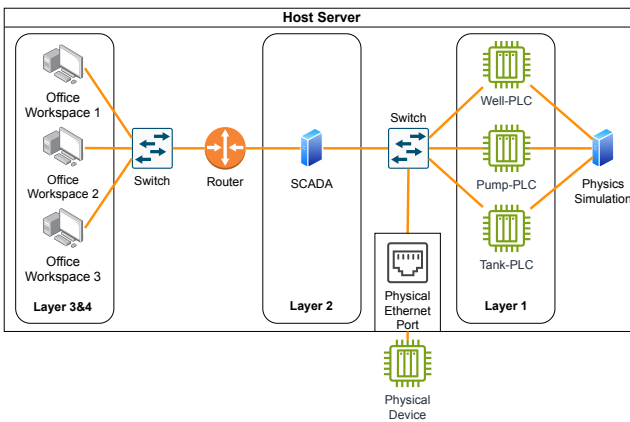 Host Server
Office
Workspace 1
Office
Workspace 2
Office
Workspace 3
Layer 3&4
Switch
Router
SCADA
Layer 2
Switch
Physical
Ethernet
Port
Physical
Device
Well-PLC
Pump-PLC
Tank-PLC
Layer 1
Physics
Simulation